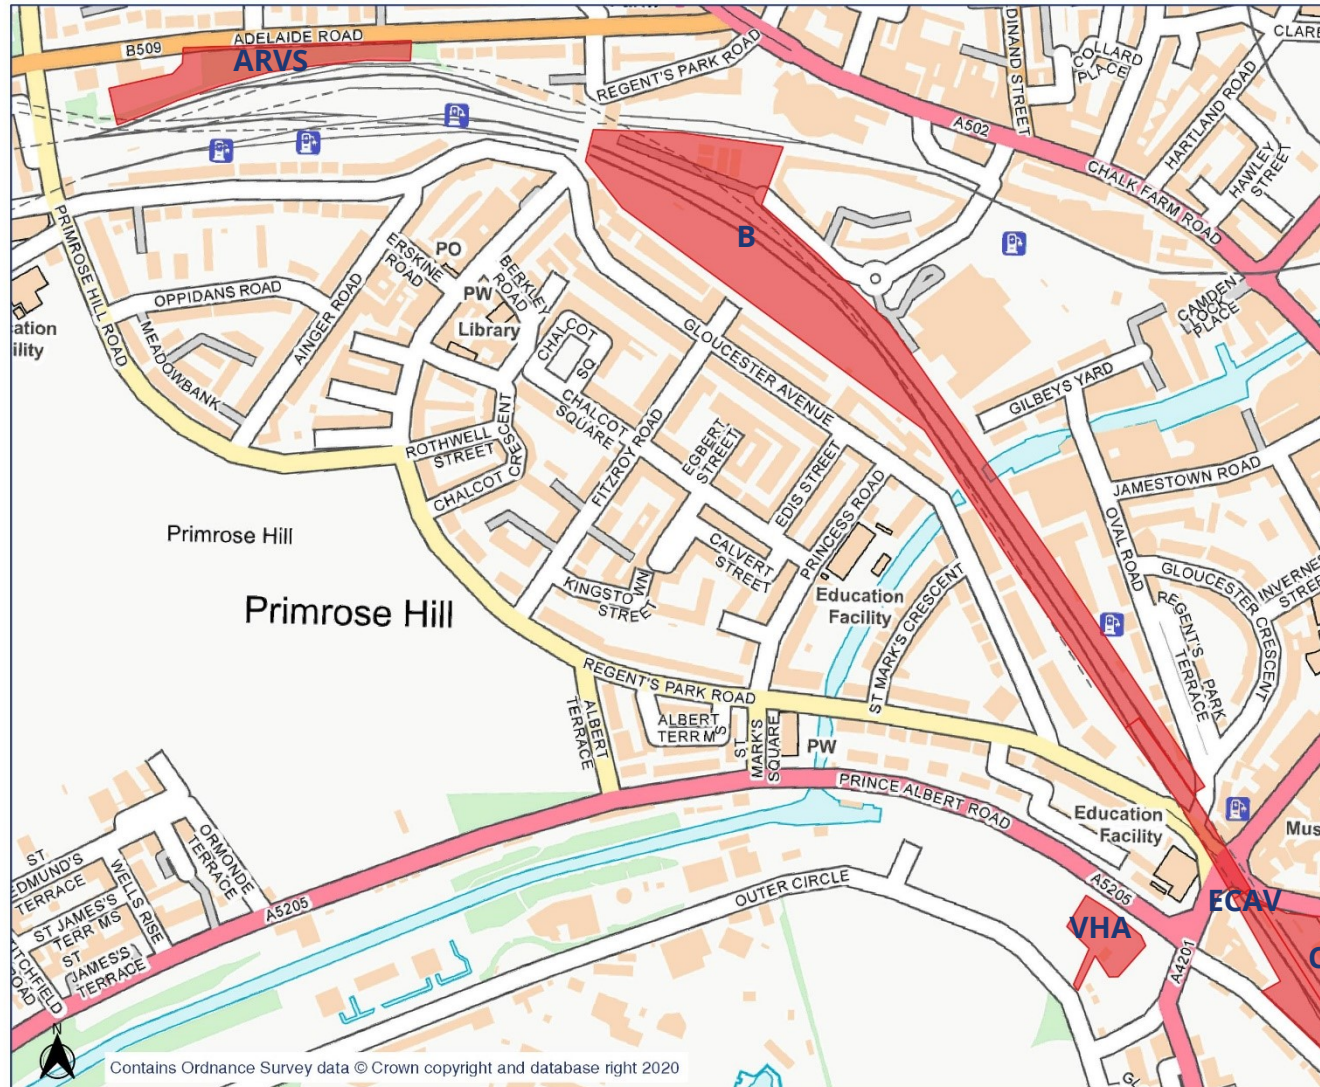 B509
ADELAIDE ROAD
ARVS
REGENT'S PARK ROAD
DINAND STREET
COLLARD
PLACE
CLARE
HARTLAND ROAD
HAWLEY
STREET
A502
CHALK FARM ROAD
PRIMROSE HILL ROAD
ERSKINE
ROAD
PO
BERKLEY
ROAD
PW
Library
B
OPPIDANS ROAD
AINGER ROAD
MEADOWBANK
cation
ility
CHALCOT
SQ
CHALCOT
SQUARE
GLOUCESTER AVENUE
CAMDEN
LOCK
PLACE
GILBEYS YARD
ROTHWELL
STREET
CHALCOT
CRESCENT
FITZROY ROAD
EGBERT
STREET
EDIS STREET
PRINCESS ROAD
JAMESTOWN ROAD
OVAL ROAD
Primrose Hill
Primrose Hill
CALVERT
STREET
KINGSTO
NM
STREET
Education
Facility
ST MARK'S CRESCENT
GLOUCESTER CRESCENT
INVERNES
STREET
REGENT'S
PARK
TERRACE
REGENT'S PARK ROAD
ALBERT
TERRACE
ALBERT
TERR M
S
ST
MARK'S
SQUARE
PW
PRINCE ALBERT ROAD
Education
Facility
Mus
ST
EDMUND'S
TERRACE
ORMONDE
TERRACE
WELLS RISE
ST JAMES'S
TERR MS
ST
JAMES'S
TERRACE
A5205
OUTER CIRCLE
A5205
VHA
ECAV
A4201
N
Contains Ordnance Survey data © Crown copyright and database right 2020